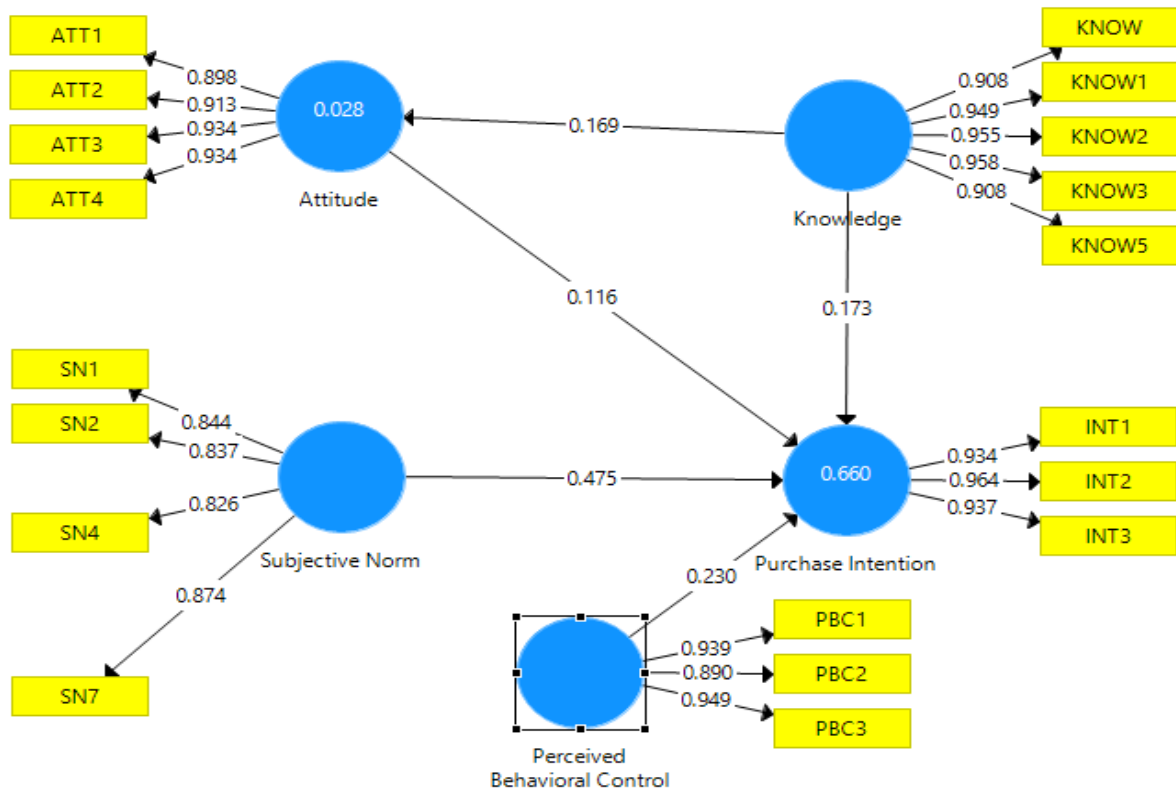 ATT1
ATT2
ATT3
ATT4
0.898
0.913
0.934
0.934
0.028
Attitude
0.169
KNOW
KNOW1
KNOW2
KNOW3
KNOW5
0.908
0.949
0.955
0.958
0.908
Knowledge
0.116
0.173
SN1
SN2
SN4
SN7
0.844
0.837
0.826
0.874
Subjective Norm
0.475
0.660
Purchase Intention
0.934
0.964
0.937
INT1
INT2
INT3
0.230
0.939
0.890
0.949
PBC1
PBC2
PBC3
Perceived
Behavioral Control